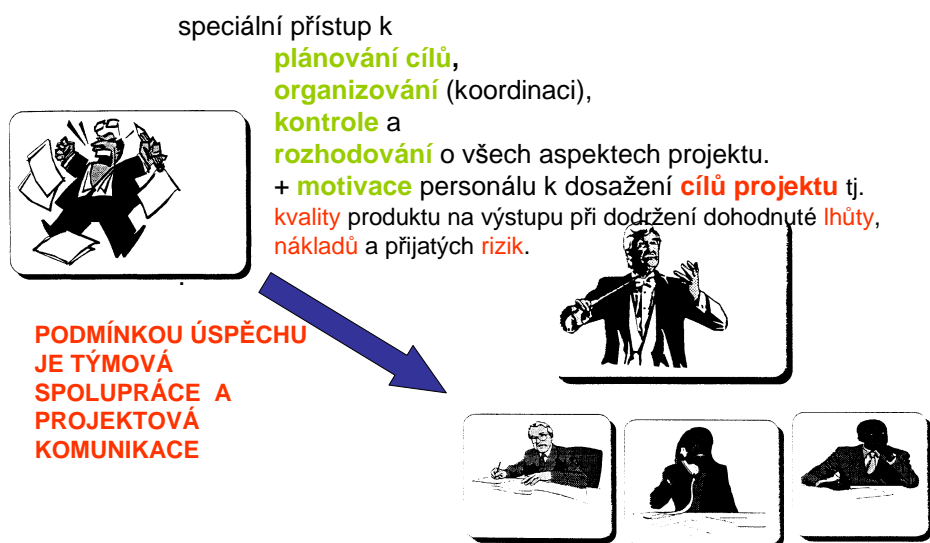 speciální přístup k
plánování cílů,
organizování (koordinaci),
kontrole a
rozhodování o všech aspektech projektu.
+ motivace personálu k dosažení cílů projektu tj.
kvality produktu na výstupu při dodržení dohodnuté lhůty,
nákladů a přijatých rizik.
.
PODMÍNKOU ÚSPĚCHU
JE TÝMOVÁ
SPOLUPRÁCE A
PROJEKTOVÁ
KOMUNIKACE